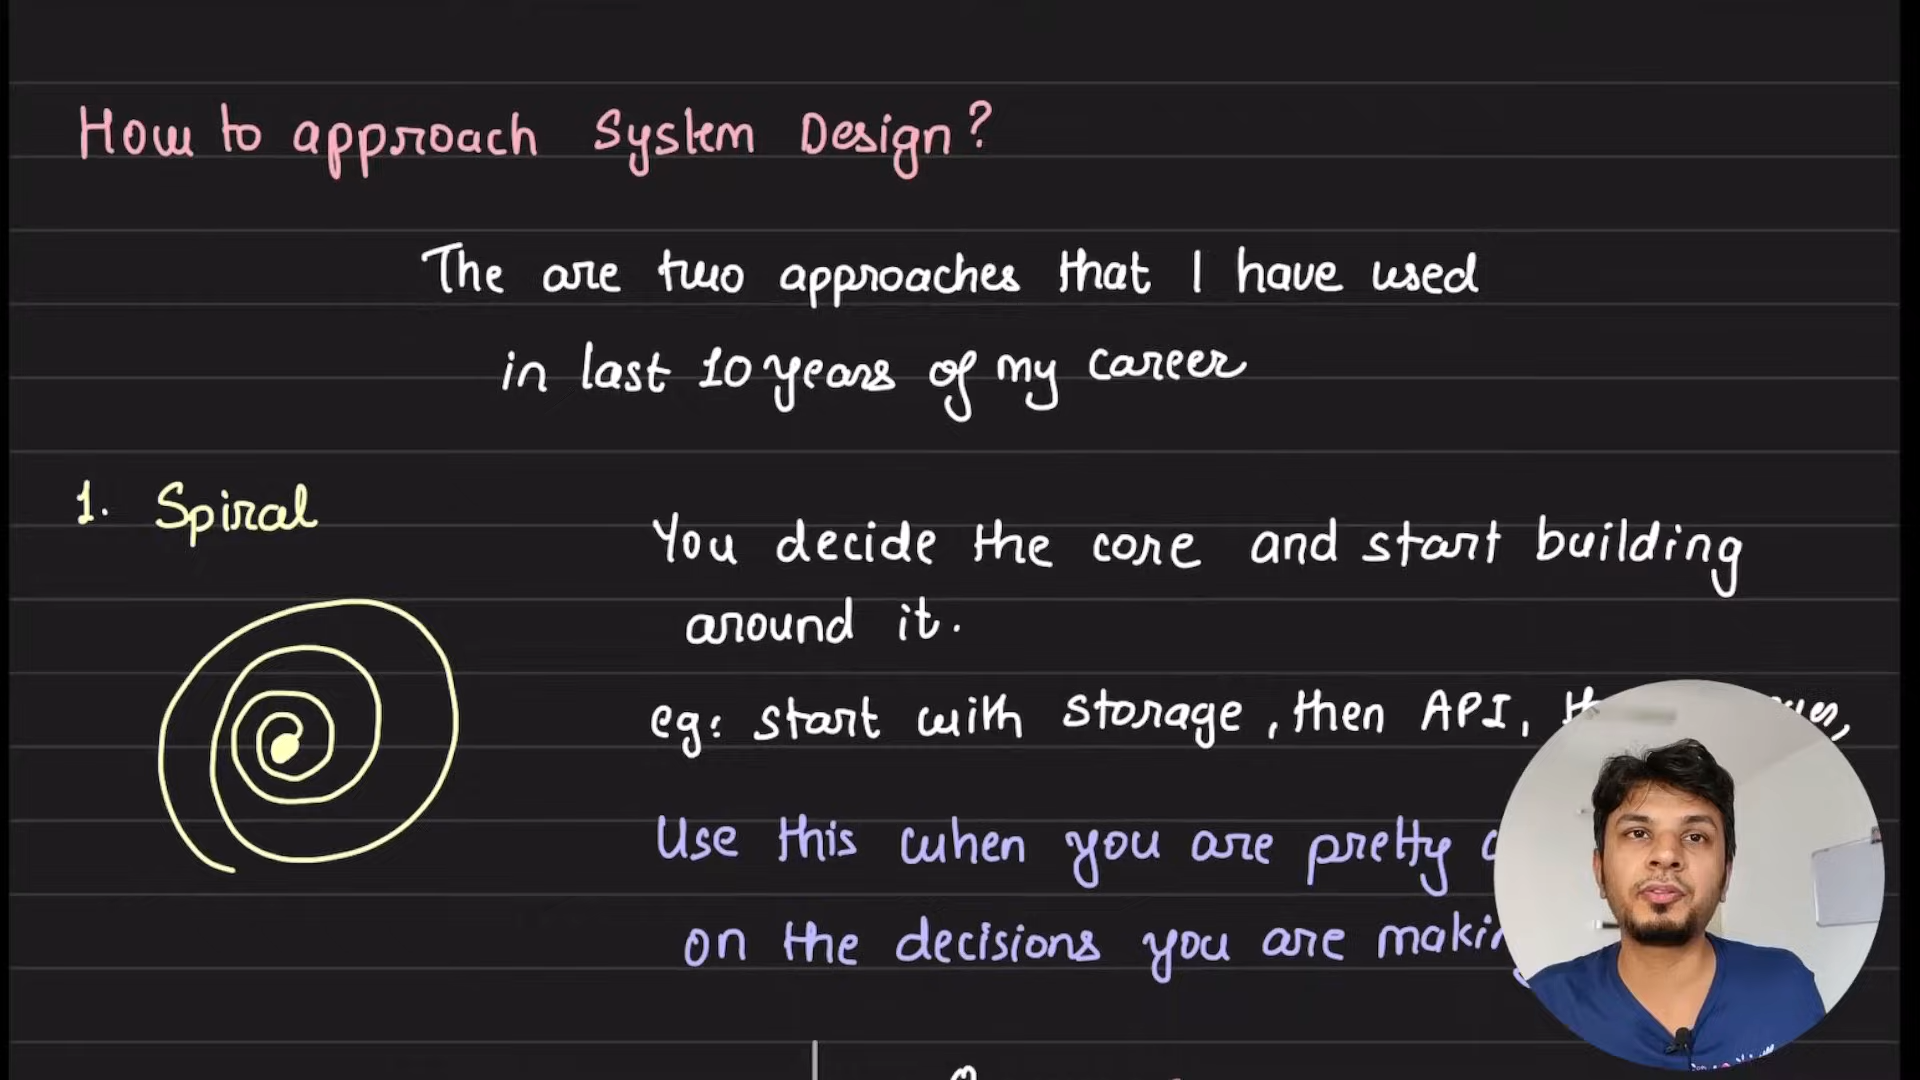 How to approach System Design?
The are two approaches that I have used
in last 10 years of my career
1. Spiral
You decide the core and start building
around it.
eg: start with storage, then API,
Use this when you are pretty
on the decisions you are